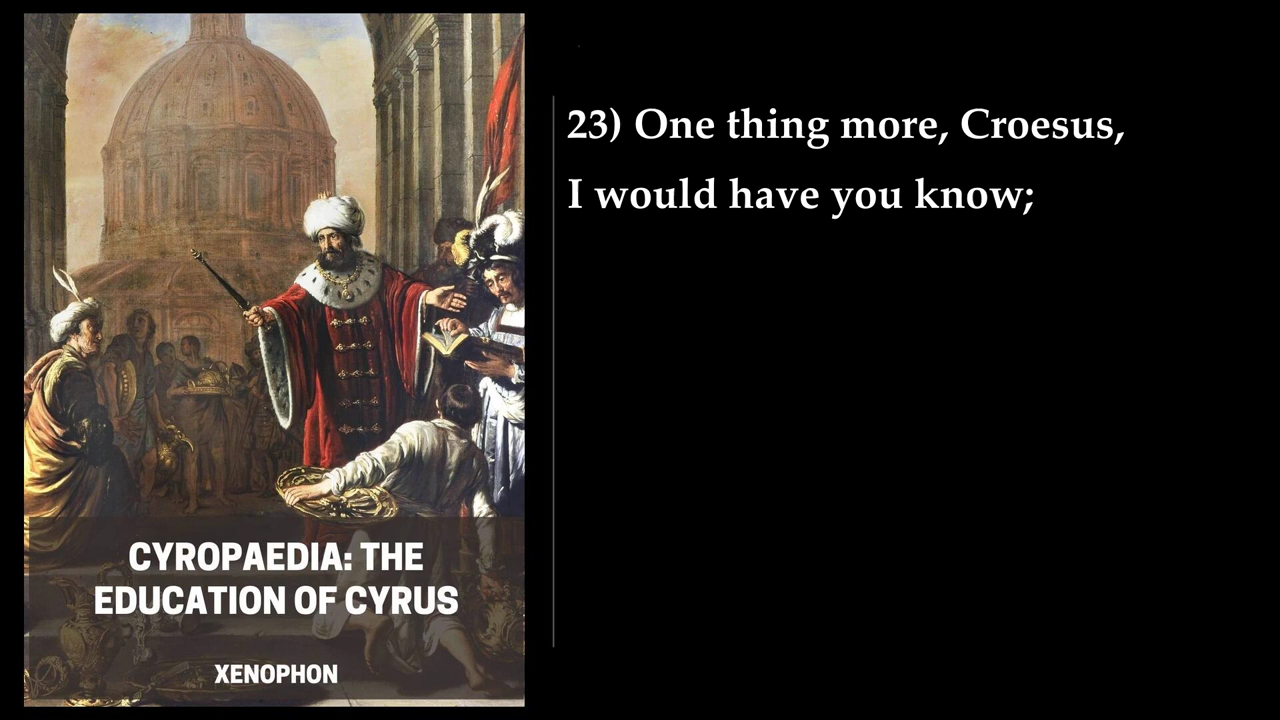 23) One thing more, Croesus,
I would have you know;
CYROPAEDIA: THE
EDUCATION OF CYRUS
XENOPHON